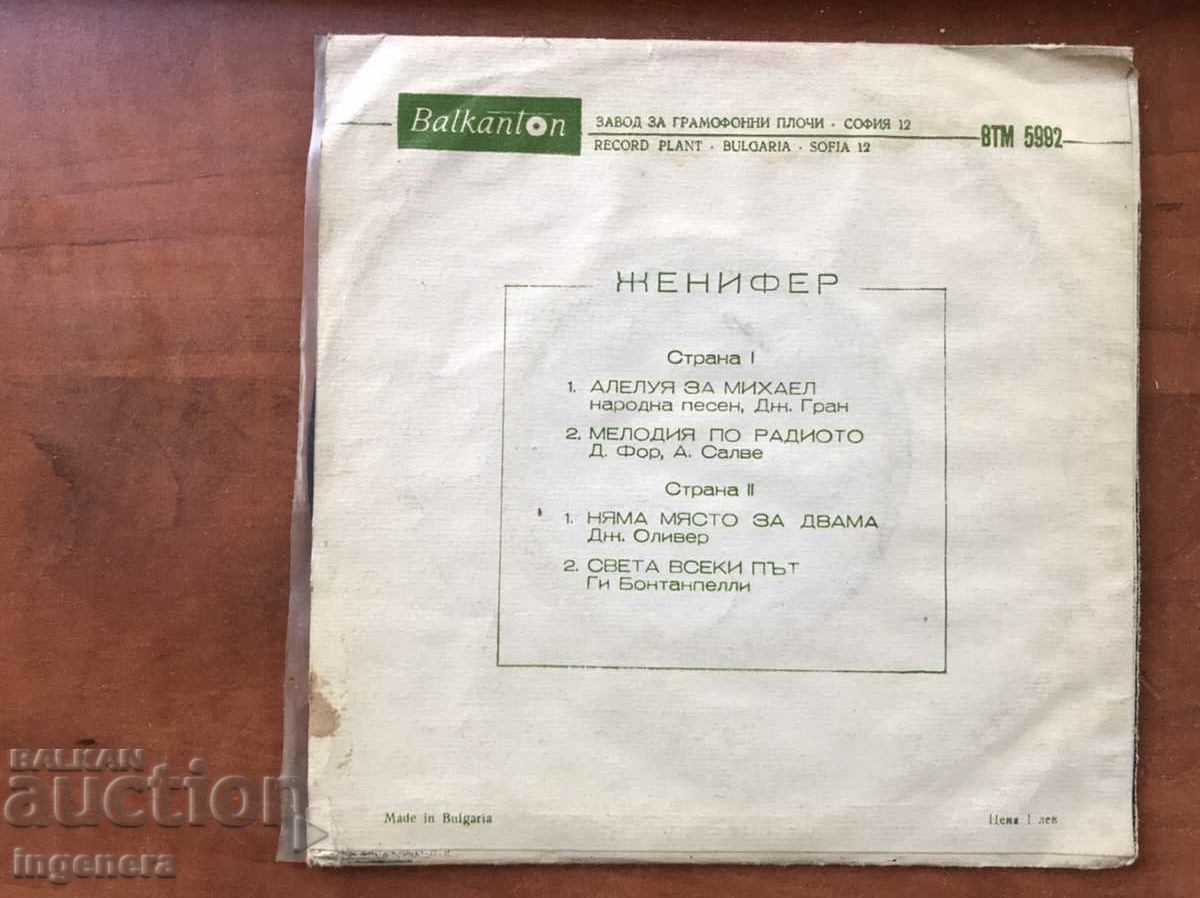 Balkanton
ЗАВОД ЗА ГРАМОФОННИ ПЛОЧИ · СОФИЯ 12
RECORD PLANT · BULGARIA · SOFIA 12
ВТМ 5992
ЖЕНИФЕР
Страна I
1. АЛЕЛУЯ ЗА МИХАЕЛ
народна песен, Дж. Гран
2. МЕЛОДИЯ ПО РАДИОТО
Д. Фор, А. Салве
Страна II
1. НЯМА МЯСТО ЗА ДВАМА
Дж. Оливер
2. СВЕТА ВСЕКИ ПЪТ
Ги Бонтанпелли
Made in Bulgaria
Цена 1 лев
BALKAN
auction
ingenera